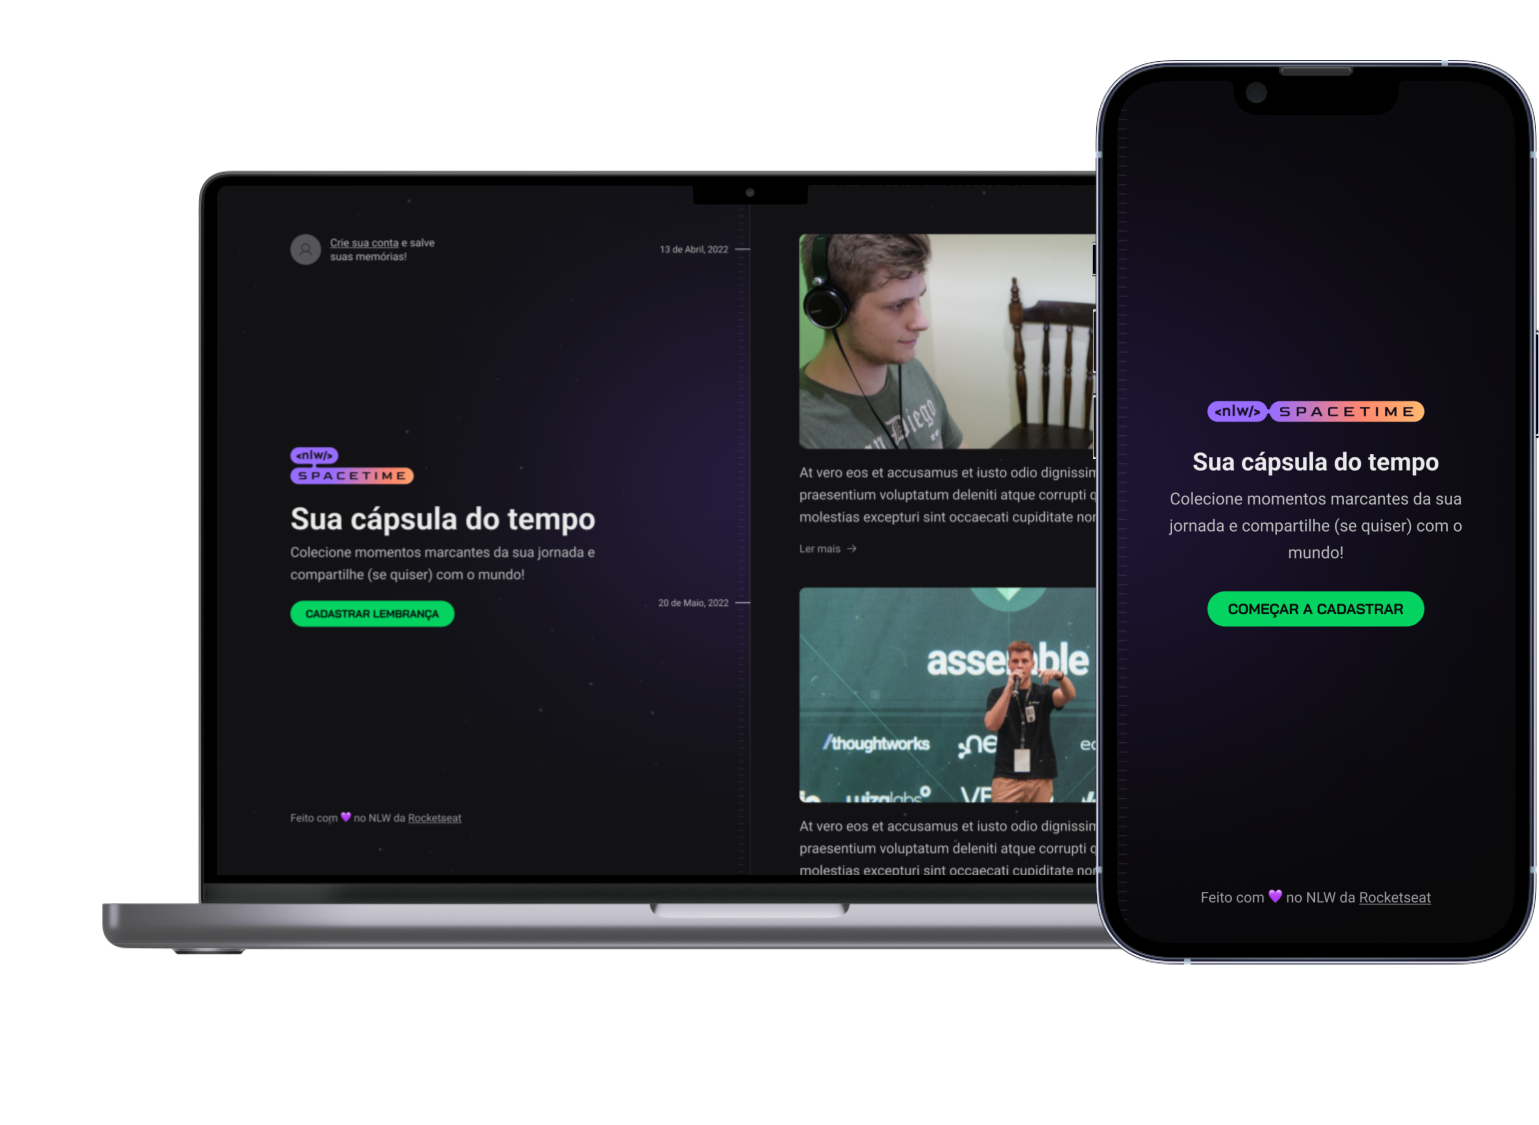 Crie sua conta e salve
suas memórias!
<nlw/>
SPACETIME
Sua cápsula do tempo
Colecione momentos marcantes da sua jornada e
compartilhe (se quiser) com o mundo!
CADASTRAR LEMBRANÇA
Feito com 💜 no NLW da Rocketseat
13 de Abril, 2022
20 de Maio, 2022
Diego
At vero eos et accusamus et iusto odio
praesentium voluptatum deleniti atque corrupti
molestias excepturi sint occaecati cupiditate
Ler mais →
/thoughtworks
At vero eos et accusamus et iusto odio
praesentium voluptatum deleniti atque corrupti
molestias excepturi sint occaecati cupiditate
<nlw/> SPACETIME
Sua cápsula do tempo
Colecione momentos marcantes da sua
jornada e compartilhe (se quiser) com o
mundo!
COMEÇAR A CADASTRAR
Feito com 💜 no NLW da Rocketseat